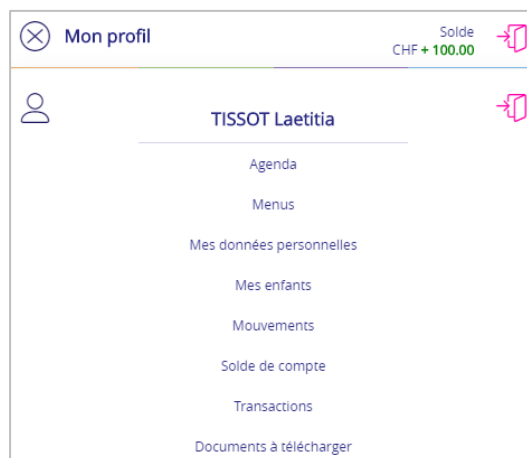 Mon profil
Solde
CHF + 100.00
TISSOT Laetitia
Agenda
Menus
Mes données personnelles
Mes enfants
Mouvements
Solde de compte
Transactions
Documents à télécharger